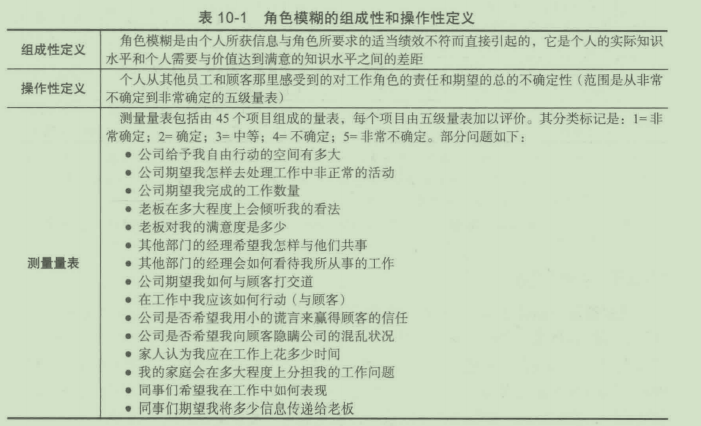 表 10-1 角色模糊的组成性和操作性定义
组成性定义
角色模糊是由个人所获信息与角色所要求的适当绩效不符而直接引起的，它是个人的实际知识
水平和个人需要与价值达到满意的知识水平之间的差距
操作性定义
个人从其他员工和顾客那里感受到的对工作角色的责任和期望的总的不确定性（范围是从非常
不确定到非常确定的五级量表）
测量量表
测量量表包括由 45 个项目组成的量表，每个项目由五级量表加以评价。其分类标记是：1= 非
常确定；2= 确定；3= 中等；4= 不确定；5= 非常不确定。部分问题如下：
● 公司给予我自由行动的空间有多大
● 公司期望我怎样去处理工作中非正常的活动
● 公司期望我完成的工作数量
● 老板在多大程度上会倾听我的看法
● 老板对我的满意度是多少
● 其他部门的经理希望我怎样与他们共事
● 其他部门的经理会如何看待我所从事的工作
● 公司期望我如何与顾客打交道
● 在工作中我应该如何行动（与顾客）
● 公司是否希望我用小的谎言来赢得顾客的信任
● 公司是否希望我向顾客隐瞒公司的混乱状况
● 家人认为我应在工作上花多少时间
● 我的家庭会在多大程度上分担我的工作问题
● 同事们希望我在工作中如何表现
● 同事们期望我将多少信息传递给老板